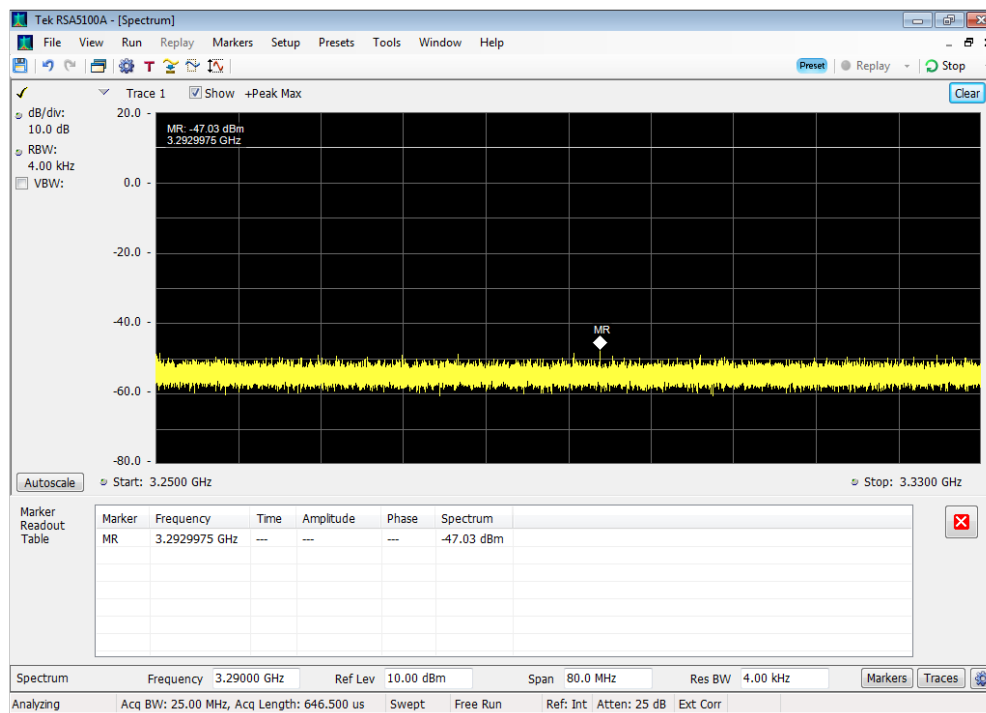 Tek RSA5100A - [Spectrum]
File View Run Replay Markers Setup Presets Tools Window Help
T Preset Replay Stop
Trace 1 Show +Peak Max Clear
dB/div:
10.0 dB
RBW:
4.00 kHz
VBW:
20.0 -
0.0 -
-20.0 -
-40.0 -
-60.0 -
-80.0 -
MR: -47.03 dBm
3.2929975 GHz
MR
Autoscale Start: 3.2500 GHz Stop: 3.3300 GHz
Marker
Readout
Table
Marker Frequency Time Amplitude Phase Spectrum
MR 3.2929975 GHz --- --- --- -47.03 dBm
Spectrum Frequency 3.29000 GHz Ref Lev 10.00 dBm Span 80.0 MHz Res BW 4.00 kHz Markers Traces
Analyzing Acq BW: 25.00 MHz, Acq Length: 646.500 us Swept Free Run Ref: Int Atten: 25 dB Ext Corr